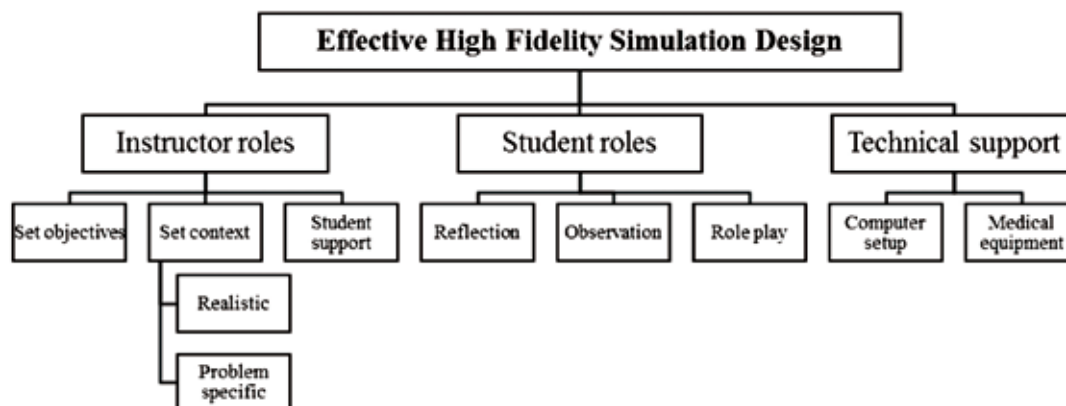 Effective High Fidelity Simulation Design
Instructor roles
Student roles
Technical support
Set objectives
Set context
Student
support
Reflection
Observation
Role play
Computer
setup
Medical
equipment
Realistic
Problem
specific